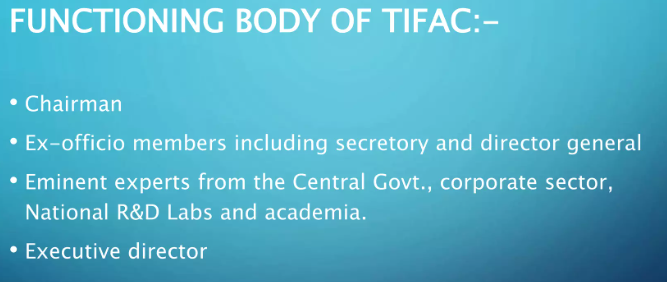 FUNCTIONING BODY OF TIFAC:–
• Chairman
• Ex–officio members including secretory and director general
• Eminent experts from the Central Govt., corporate sector,
National R&D Labs and academia.
• Executive director